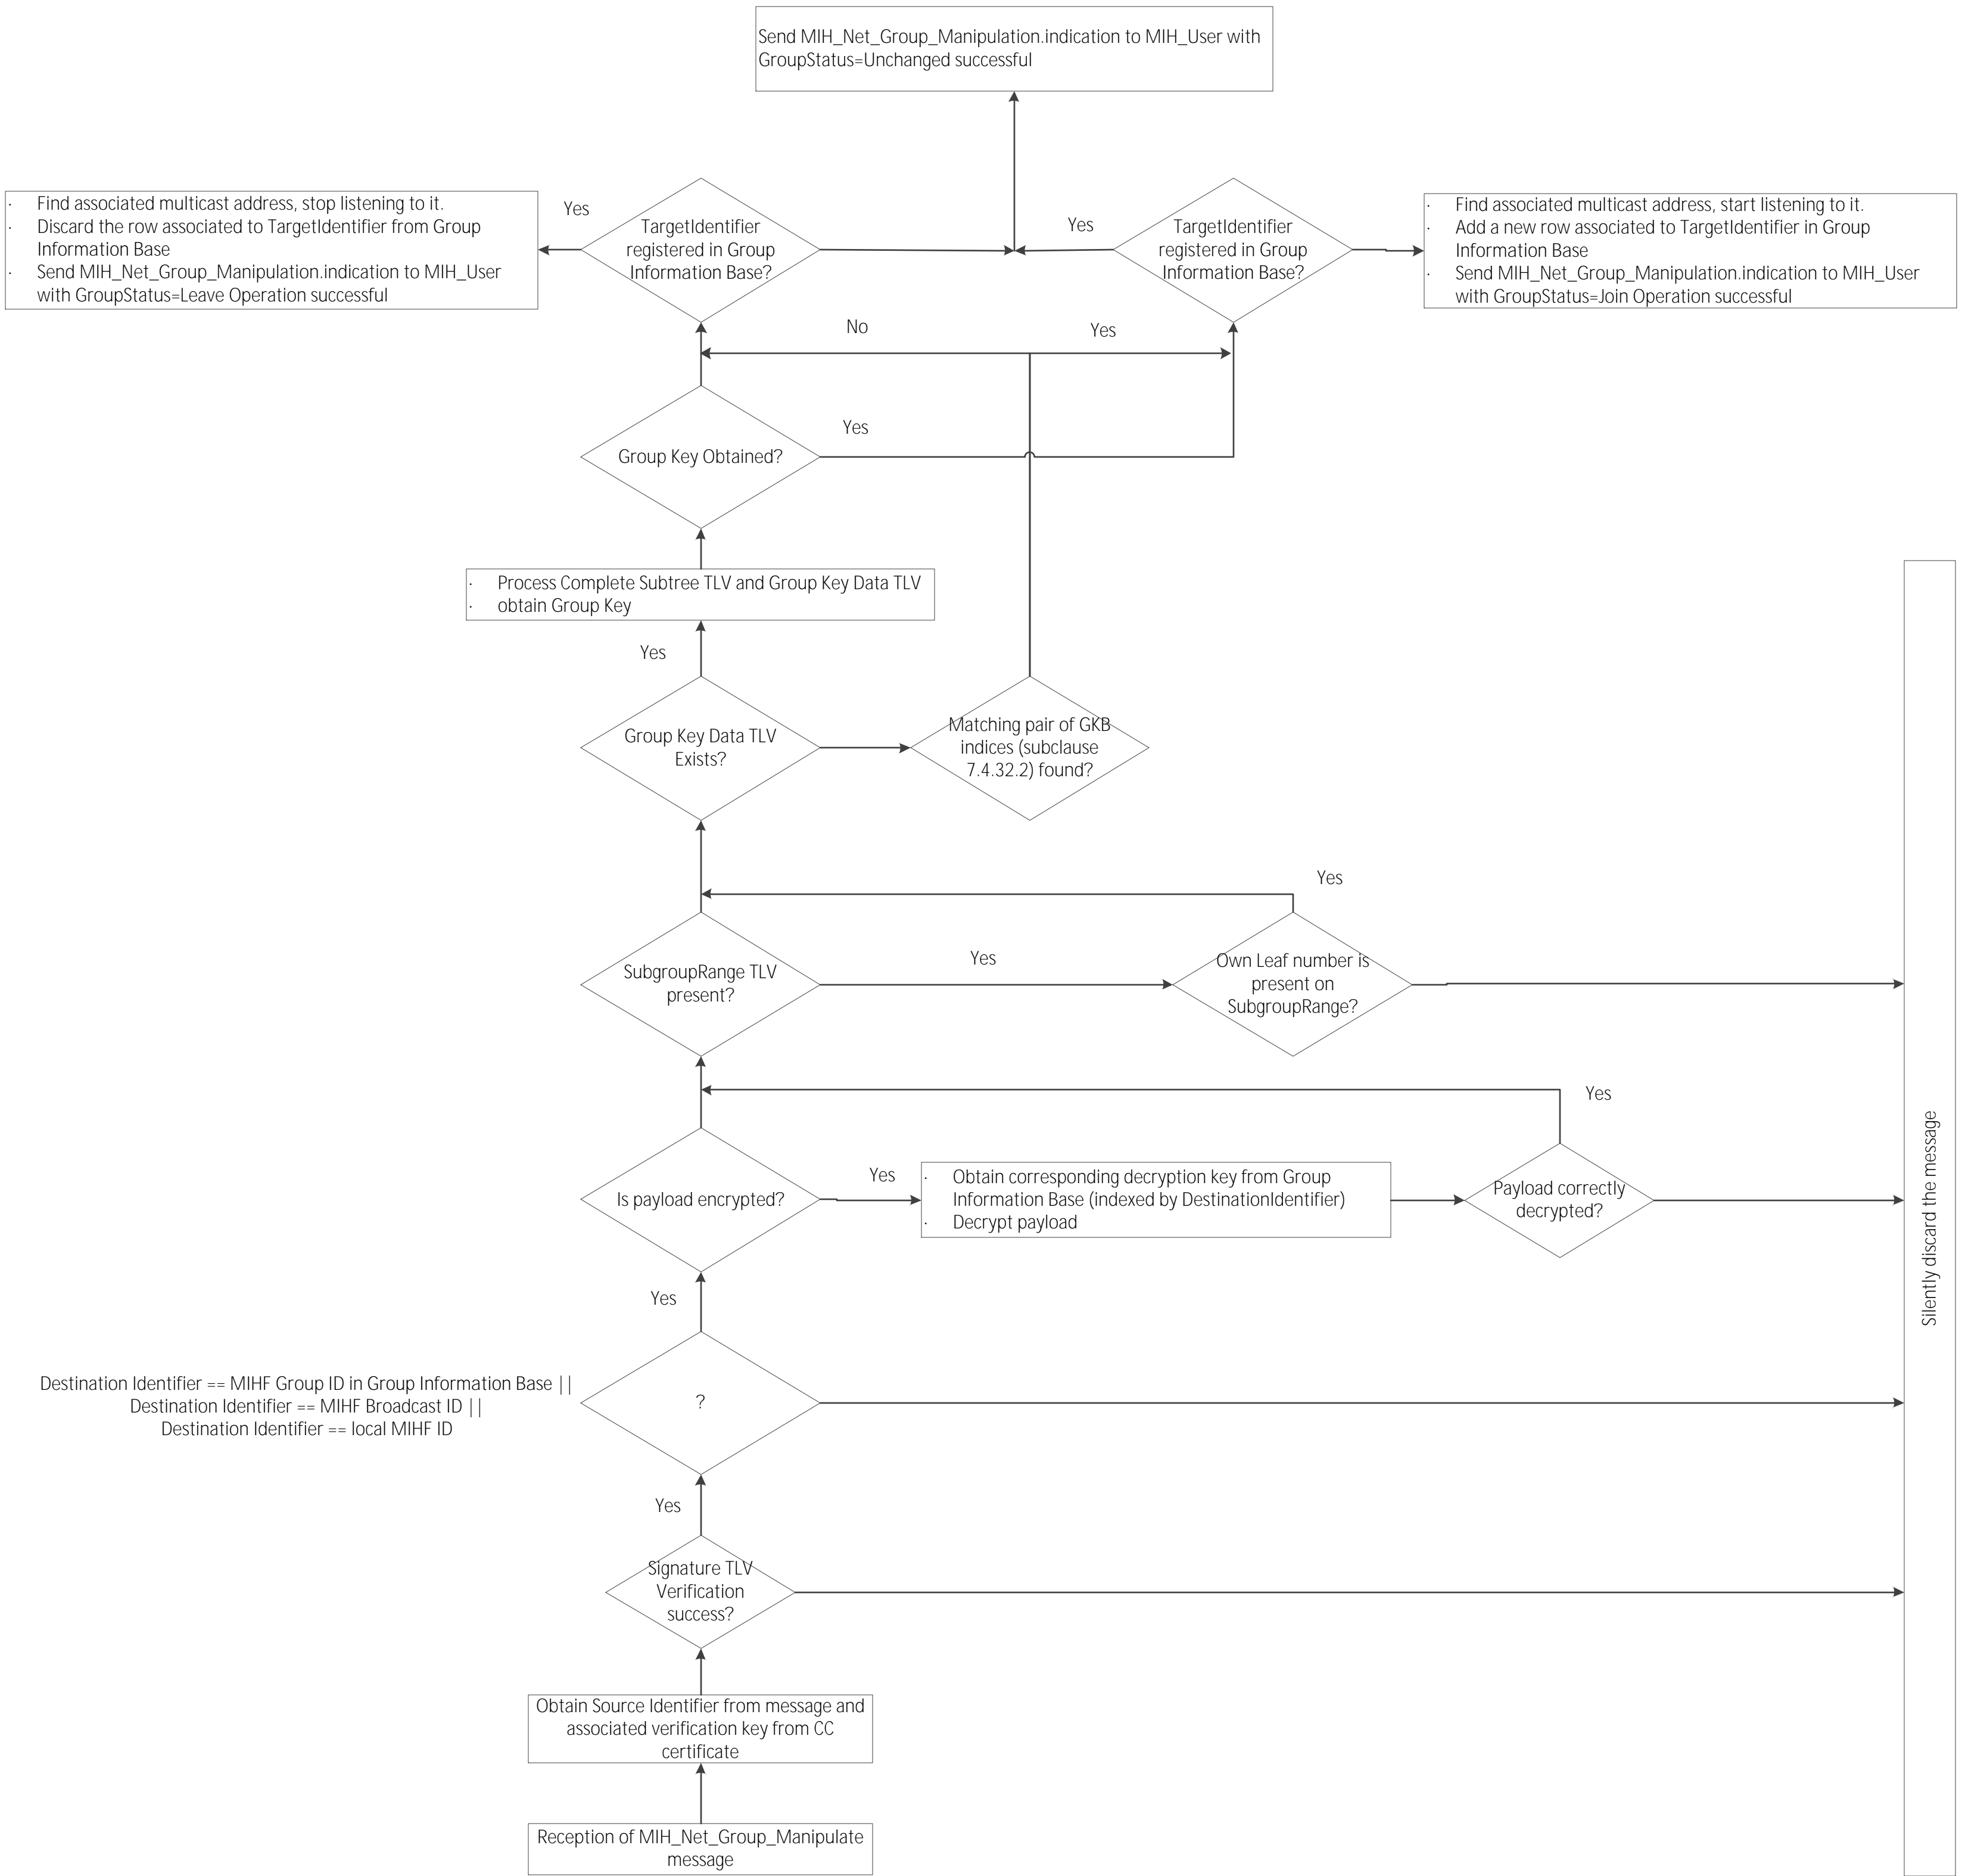 Send MIH_Net_Group_Manipulation.indication to MIH_User with
GroupStatus=Unchanged successful
· Find associated multicast address, stop listening to it.
· Discard the row associated to TargetIdentifier from Group
Information Base
· Send MIH_Net_Group_Manipulation.indication to MIH_User
with GroupStatus=Leave Operation successful
Yes
TargetIdentifier
registered in Group
Information Base?
Yes
TargetIdentifier
registered in Group
Information Base?
· Find associated multicast address, start listening to it.
· Add a new row associated to TargetIdentifier in Group
Information Base
· Send MIH_Net_Group_Manipulation.indication to MIH_User
with GroupStatus=Join Operation successful
No
Yes
Group Key Obtained?
Yes
· Process Complete Subtree TLV and Group Key Data TLV
· obtain Group Key
Yes
Group Key Data TLV
Exists?
Matching pair of GKB
indices (subclause
7.4.32.2) found?
Yes
SubgroupRange TLV
present?
Yes
Own Leaf number is
present on
SubgroupRange?
Yes
Is payload encrypted?
Yes
· Obtain corresponding decryption key from Group
Information Base (indexed by DestinationIdentifier)
· Decrypt payload
Payload correctly
decrypted?
Silently discard the message
Yes
Destination Identifier == MIHF Group ID in Group Information Base ||
Destination Identifier == MIHF Broadcast ID ||
Destination Identifier == local MIHF ID
?
Yes
Signature TLV
Verification
success?
Obtain Source Identifier from message and
associated verification key from CC
certificate
Reception of MIH_Net_Group_Manipulate
message